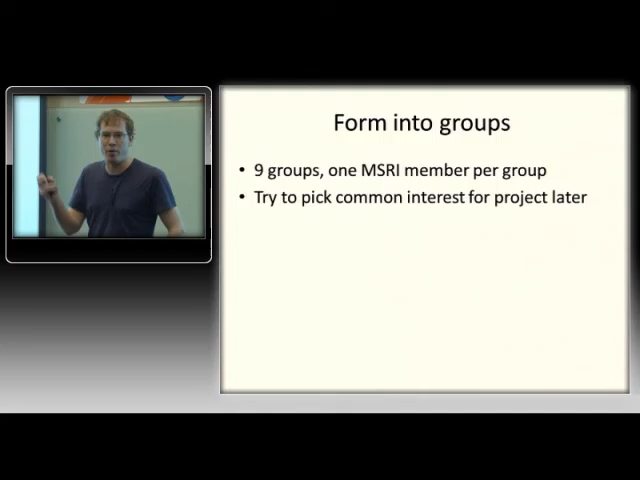 Form into groups
• 9 groups, one MSRI member per group
• Try to pick common interest for project later